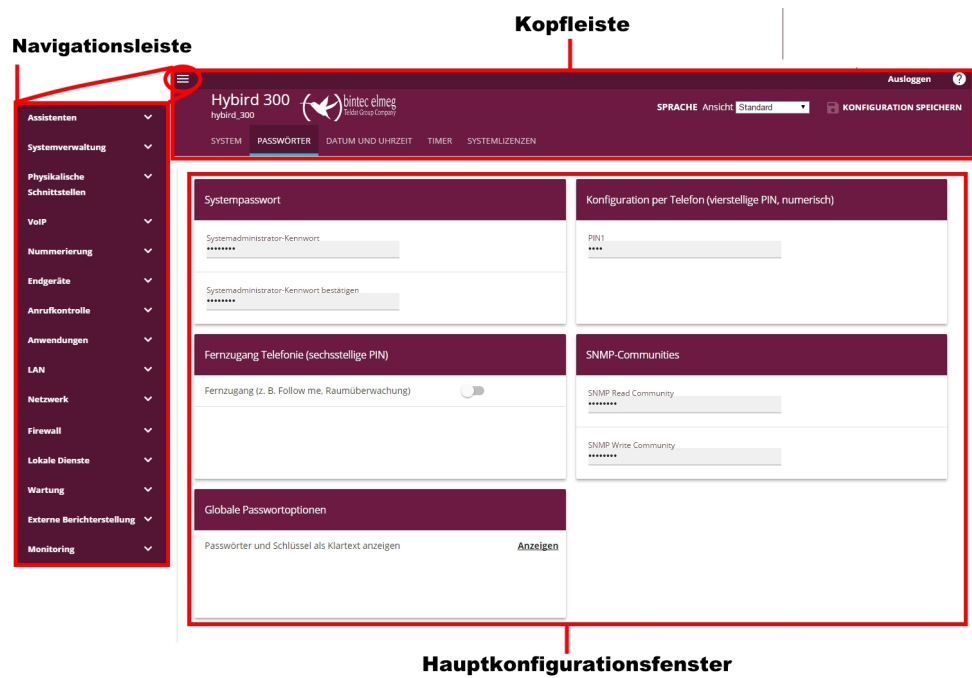 Kopfleiste
Navigationsleiste
Ausloggen ?
Hybird 300
hybird_300
bintec elmeg
Teldat Group Company
SPRACHE Ansicht Standard
KONFIGURATION SPEICHERN
SYSTEM PASSWÖRTER DATUM UND UHRZEIT TIMER SYSTEMLIZENZEN
Assistenten
Systemverwaltung
Physikalische
Schnittstellen
VoIP
Nummerierung
Endgeräte
Anrufkontrolle
Anwendungen
LAN
Netzwerk
Firewall
Lokale Dienste
Wartung
Externe Berichterstellung
Monitoring
Systempasswort
Systemadministrator-Kennwort
••••••••
Systemadministrator-Kennwort bestätigen
••••••••
Konfiguration per Telefon (vierstellige PIN, numerisch)
PIN1
••••
Fernzugang Telefonie (sechsstellige PIN)
Fernzugang (z. B. Follow me, Raumüberwachung)
SNMP-Communities
SNMP Read Community
••••••••
SNMP Write Community
••••••••
Globale Passwortoptionen
Passwörter und Schlüssel als Klartext anzeigen Anzeigen
Hauptkonfigurationsfenster